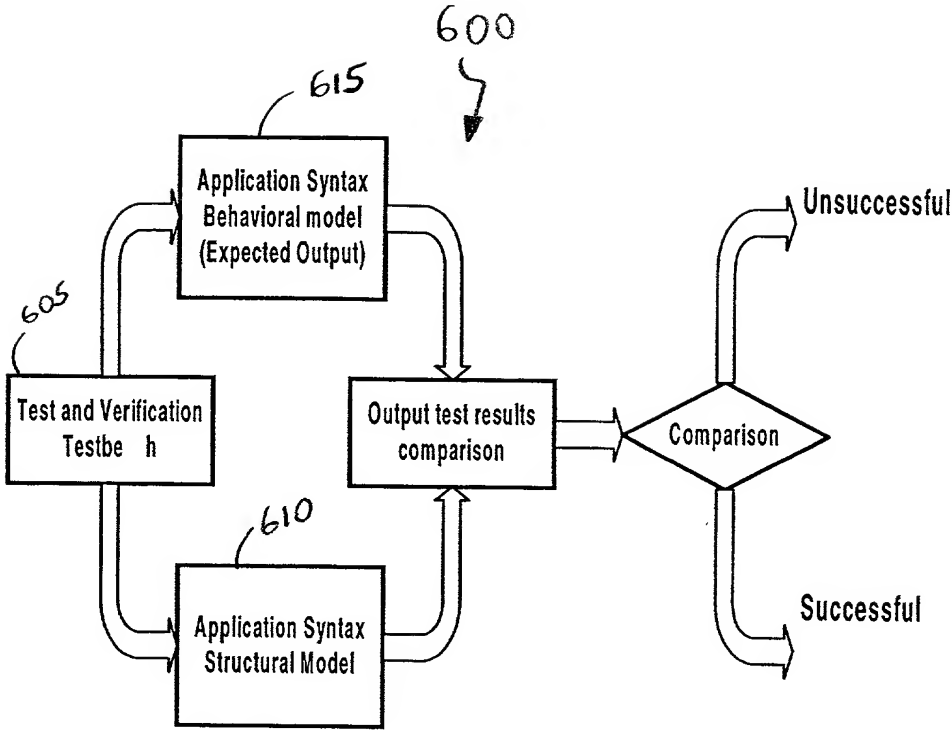 600
615
Application Syntax
Behavioral model
(Expected Output)
Unsuccessful
605
Test and Verification
Testbe h
Output test results
comparison
Comparison
610
Application Syntax
Structural Model
Successful